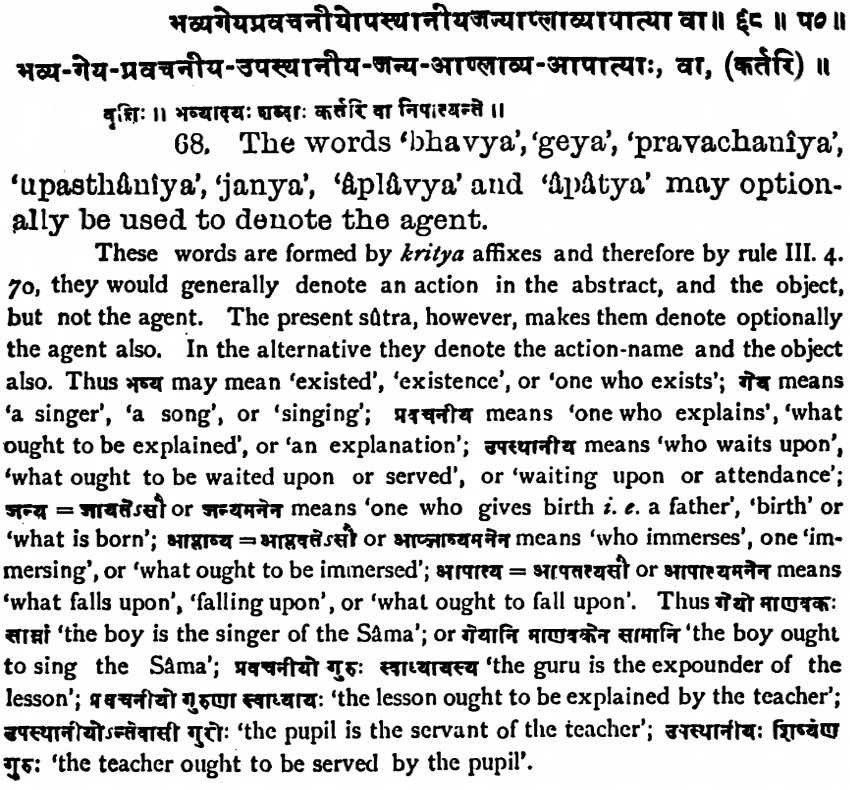 भव्यगेयप्रवचनीयोपस्थानीयजन्याप्लाव्यापात्या वा॥ ६८ ॥ प०॥
भव्य-गेय-प्रवचनीय-उपस्थानीय-जन्य-आप्लाव्य-आपात्याः, वा, (कर्तरि) ॥
वृत्तिः ॥ भव्यादयः शब्दाः कर्तरि वा निपात्यन्ते ॥
68. The words 'bhavya', 'geya', 'pravachanîya',
'upasthânîya', 'janya', 'âplâvya' and 'âpâtya' may option-
ally be used to denote the agent.
These words are formed by kritya affixes and therefore by rule III. 4.
70, they would generally denote an action in the abstract, and the object,
but not the agent. The present sûtra, however, makes them denote optionally
the agent also. In the alternative they denote the action-name and the object
also. Thus भव्य may mean 'existed', 'existence', or 'one who exists'; गेय means
'a singer', 'a song', or 'singing'; प्रवचनीय means 'one who explains', 'what
ought to be explained', or 'an explanation'; उपस्थानीय means 'who waits upon',
'what ought to be waited upon or served', or 'waiting upon or attendance';
जन्य = जायतेऽसौ or जन्यमनेन means 'one who gives birth i. e. a father', 'birth' or
'what is born'; आप्लाव्य = आप्लवतेऽसौ or आप्लाव्यमनेन means 'who immerses', one 'im-
mersing', or 'what ought to be immersed'; आपात्य = आपतत्यसौ or आपात्यमनेन means
'what falls upon', 'falling upon', or 'what ought to fall upon'. Thus गेयो माणवकः
साम्नां 'the boy is the singer of the Sâma'; or गेयानि माणवकेन सामानि 'the boy ought
to sing the Sâma'; प्रवचनीयो गुरुः स्वाध्यायस्य 'the guru is the expounder of the
lesson'; प्रवचनीयो गुरुणा स्वाध्यायः 'the lesson ought to be explained by the teacher';
उपस्थानीयोऽन्तेवासी गुरोः 'the pupil is the servant of the teacher'; उपस्थानीयः शिष्येण
गुरुः 'the teacher ought to be served by the pupil'.